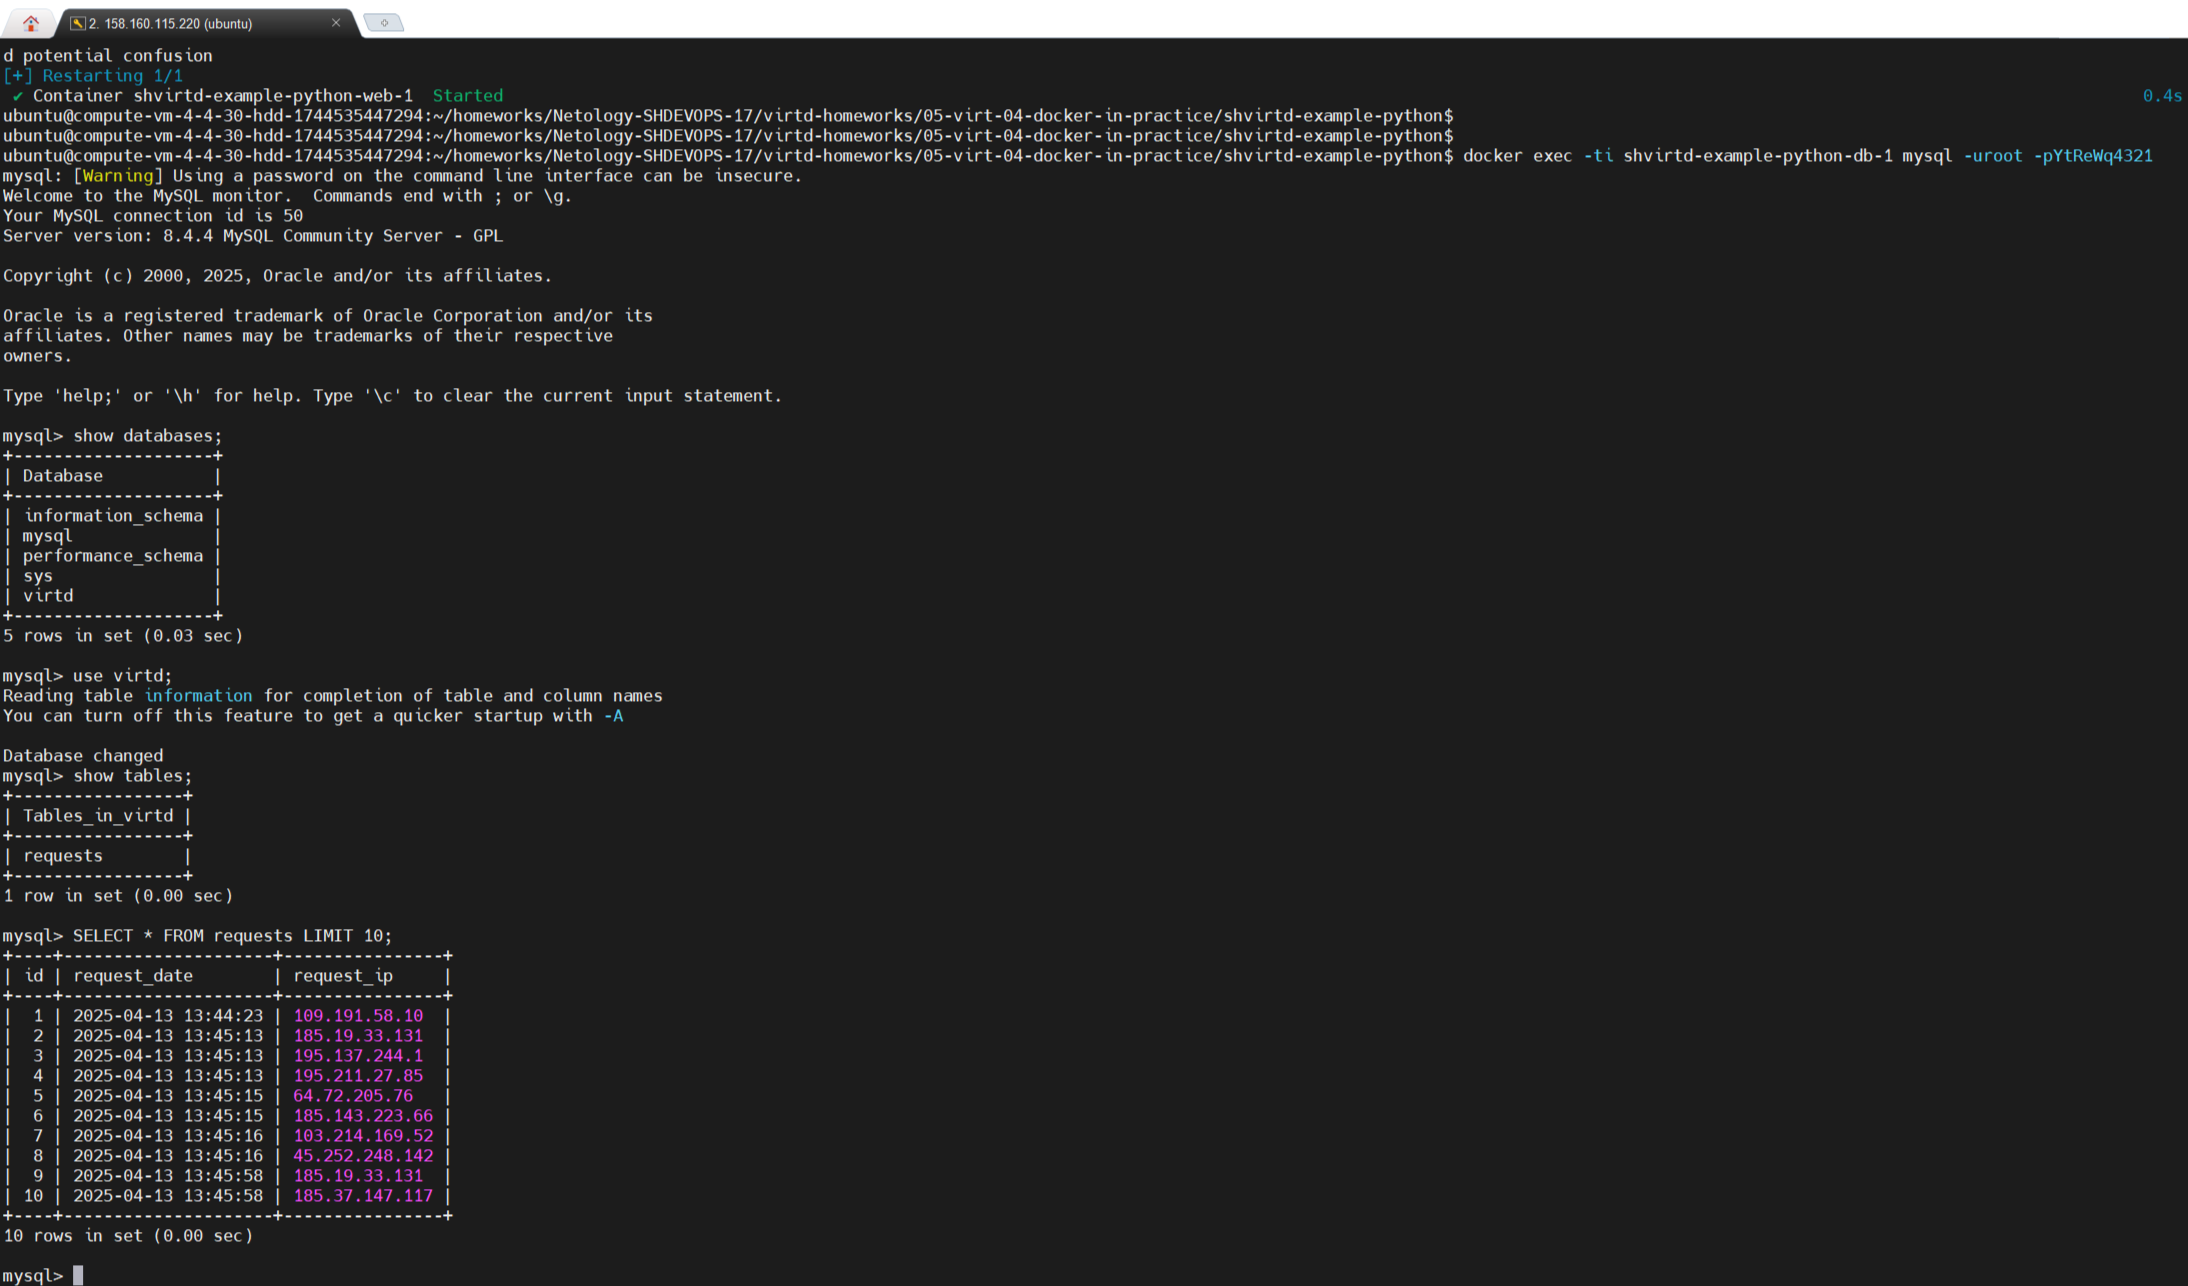 2. 158.160.115.220 (ubuntu)
d potential confusion
[+] Restarting 1/1
✔ Container shvirtd-example-python-web-1  Started 0.4s
ubuntu@compute-vm-4-4-30-hdd-1744535447294:~/homeworks/Netology-SHDEVOPS-17/virtd-homeworks/05-virt-04-docker-in-practice/shvirtd-example-python$
ubuntu@compute-vm-4-4-30-hdd-1744535447294:~/homeworks/Netology-SHDEVOPS-17/virtd-homeworks/05-virt-04-docker-in-practice/shvirtd-example-python$
ubuntu@compute-vm-4-4-30-hdd-1744535447294:~/homeworks/Netology-SHDEVOPS-17/virtd-homeworks/05-virt-04-docker-in-practice/shvirtd-example-python$ docker exec -ti shvirtd-example-python-db-1 mysql -uroot -pYtReWq4321
mysql: [Warning] Using a password on the command line interface can be insecure.
Welcome to the MySQL monitor.  Commands end with ; or \g.
Your MySQL connection id is 50
Server version: 8.4.4 MySQL Community Server - GPL
Copyright (c) 2000, 2025, Oracle and/or its affiliates.
Oracle is a registered trademark of Oracle Corporation and/or its
affiliates. Other names may be trademarks of their respective
owners.
Type 'help;' or '\h' for help. Type '\c' to clear the current input statement.
mysql> show databases;
+--------------------+
| Database           |
+--------------------+
| information_schema |
| mysql              |
| performance_schema |
| sys                |
| virtd              |
+--------------------+
5 rows in set (0.03 sec)
mysql> use virtd;
Reading table information for completion of table and column names
You can turn off this feature to get a quicker startup with -A
Database changed
mysql> show tables;
+-----------------+
| Tables_in_virtd |
+-----------------+
| requests        |
+-----------------+
1 row in set (0.00 sec)
mysql> SELECT * FROM requests LIMIT 10;
+----+---------------------+----------------+
| id | request_date        | request_ip     |
+----+---------------------+----------------+
|  1 | 2025-04-13 13:44:23 | 109.191.58.10  |
|  2 | 2025-04-13 13:45:13 | 185.19.33.131  |
|  3 | 2025-04-13 13:45:13 | 195.137.244.1  |
|  4 | 2025-04-13 13:45:13 | 195.211.27.85  |
|  5 | 2025-04-13 13:45:15 | 64.72.205.76   |
|  6 | 2025-04-13 13:45:15 | 185.143.223.66 |
|  7 | 2025-04-13 13:45:16 | 103.214.169.52 |
|  8 | 2025-04-13 13:45:16 | 45.252.248.142 |
|  9 | 2025-04-13 13:45:58 | 185.19.33.131  |
| 10 | 2025-04-13 13:45:58 | 185.37.147.117 |
+----+---------------------+----------------+
10 rows in set (0.00 sec)
mysql>